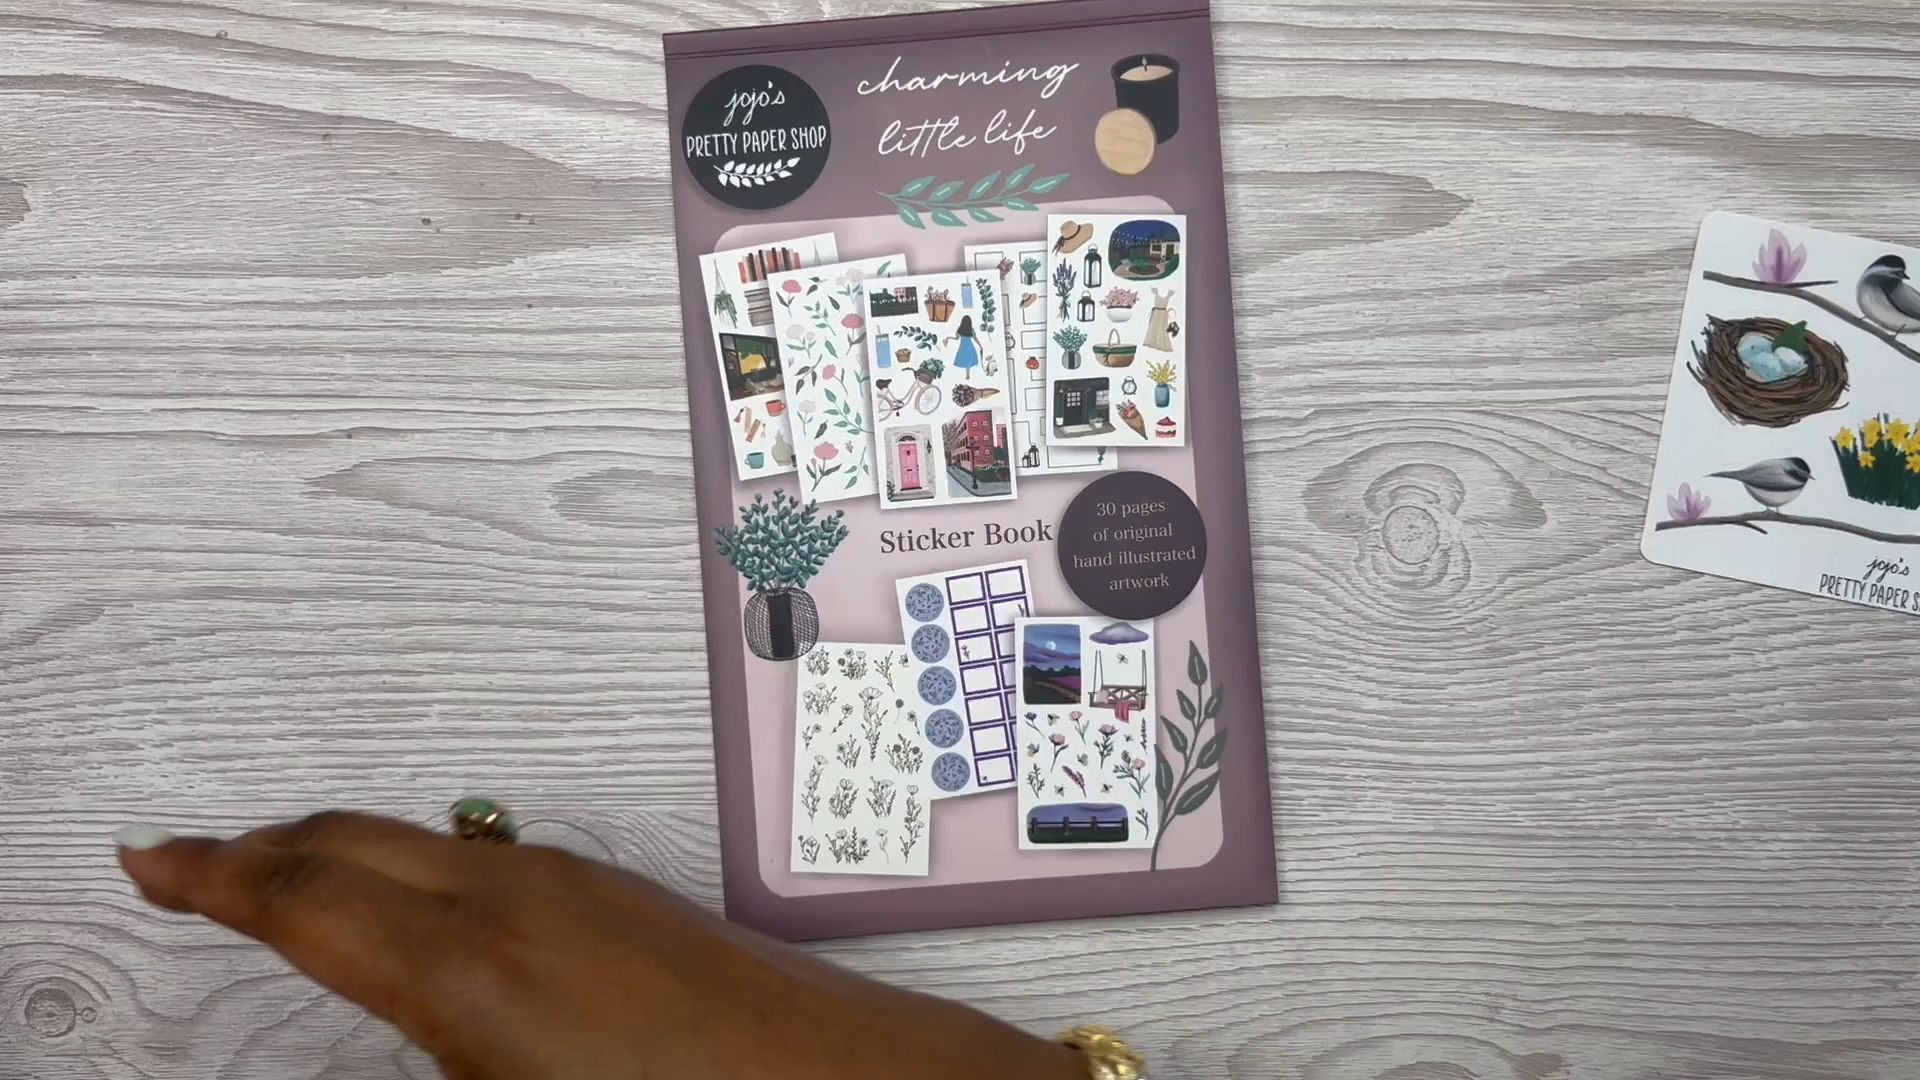 jojo's
PRETTY PAPER SHOP
charming
little life
Sticker Book
30 pages
of original
hand illustrated
artwork
jojo's
PRETTY PAPER